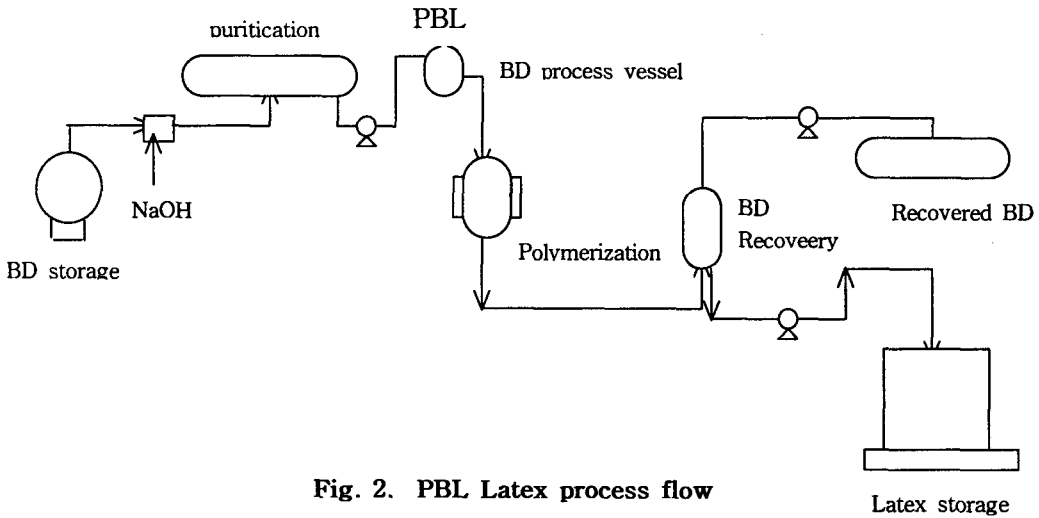 PBL
puritication
BD process vessel
NaOH
BD storage
Polymerization
BD
Recoveery
Recovered BD
Latex storage
Fig. 2. PBL Latex process flow